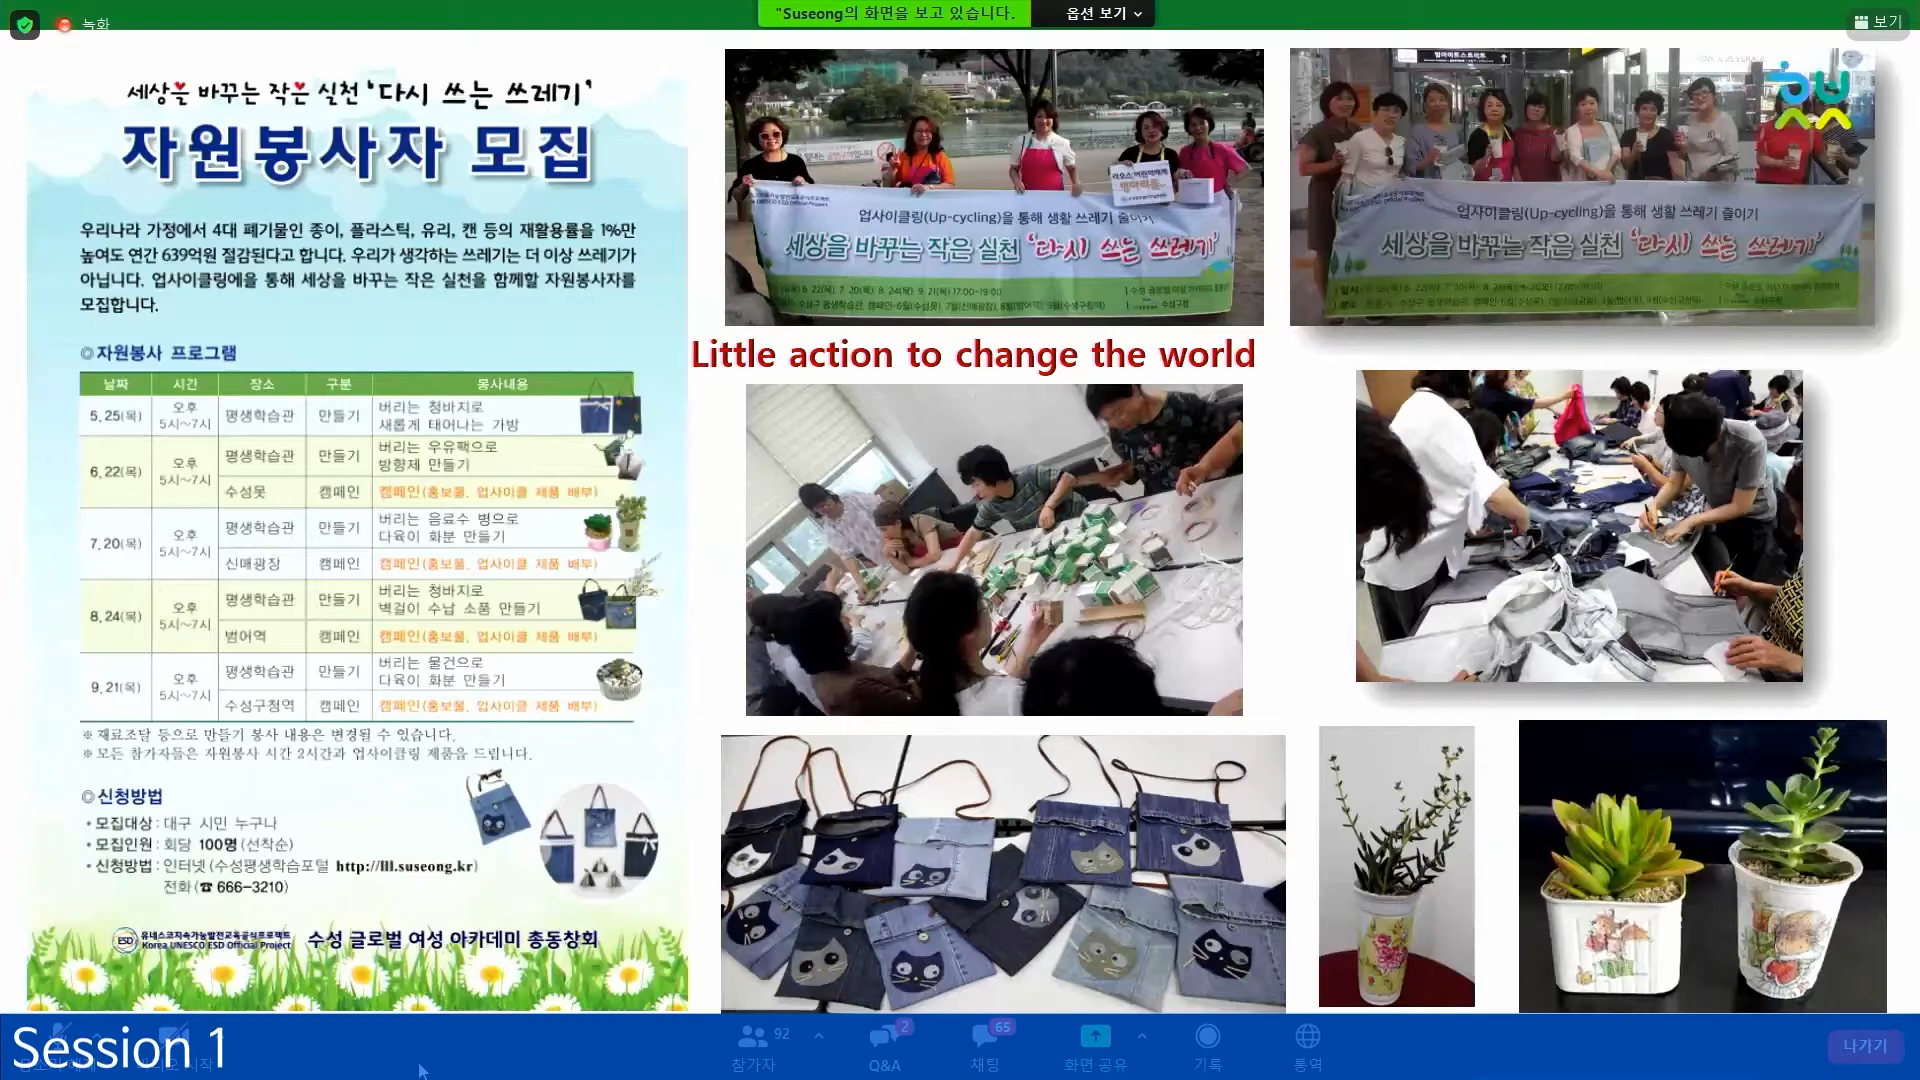 녹화
"Suseong의 화면을 보고 있습니다.
옵션 보기
보기
세상을 바꾸는 작은 실천 '다시 쓰는 쓰레기'
자원봉사자 모집
우리나라 가정에서 4대 폐기물인 종이, 플라스틱, 유리, 캔 등의 재활용률을 1%만
높여도 연간 639억원 절감된다고 합니다. 우리가 생각하는 쓰레기는 더 이상 쓰레기가
아닙니다. 업사이클링에을 통해 세상을 바꾸는 작은 실천을 함께할 자원봉사자를
모집합니다.
◎자원봉사 프로그램
날짜 시간 장소 구분 봉사내용
5. 25(목) 오후 5시~7시 평생학습관 만들기 버리는 청바지로 새롭게 태어나는 가방
6. 22(목) 오후 5시~7시 평생학습관 만들기 버리는 우유팩으로 방향제 만들기
수성못 캠페인 캠페인(홍보물, 업사이클 제품 배부)
7. 20(목) 오후 5시~7시 평생학습관 만들기 버리는 음료수 병으로 다육이 화분 만들기
신매광장 캠페인 캠페인(홍보물, 업사이클 제품 배부)
8. 24(목) 오후 5시~7시 평생학습관 만들기 버리는 청바지로 벽걸이 수납 소품 만들기
범어역 캠페인 캠페인(홍보물, 업사이클 제품 배부)
9. 21(목) 오후 5시~7시 평생학습관 만들기 버리는 물건으로 다육이 화분 만들기
수성구청역 캠페인 캠페인(홍보물, 업사이클 제품 배부)
※ 재료조달 등으로 만들기 봉사 내용은 변경될 수 있습니다.
※ 모든 참가자들은 자원봉사 시간 2시간과 업사이클링 제품을 드립니다.
◎신청방법
• 모집대상 : 대구 시민 누구나
• 모집인원 : 회당 100명 (선착순)
• 신청방법 : 인터넷 (수성평생학습포털 http://lll.suseong.kr)
전화 (☎ 666-3210)
ESD 유네스코지속가능발전교육공식프로젝트
Korea UNESCO ESD Official Project
수성 글로벌 여성 아카데미 총동창회
업사이클링(Up-cycling)을 통해 생활 쓰레기 줄이기
세상을 바꾸는 작은 실천 "다시 쓰는 쓰레기"
업사이클링(Up-cycling)을 통해 생활 쓰레기 줄이기
세상을 바꾸는 작은 실천 "다시 쓰는 쓰레기"
Little action to change the world
Session 1
92
참가자
2
Q&A
65
채팅
화면 공유
기록
통역
나가기